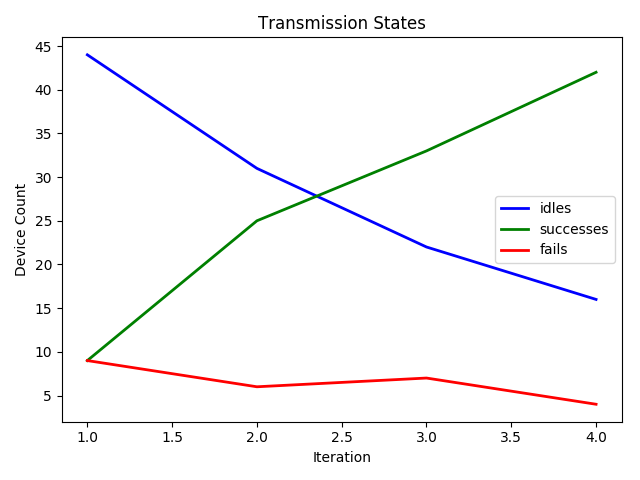 Transmission States
45
40
35
30
25
20
15
10
5
Device Count
idles
successes
fails
1.0 1.5 2.0 2.5 3.0 3.5 4.0
Iteration